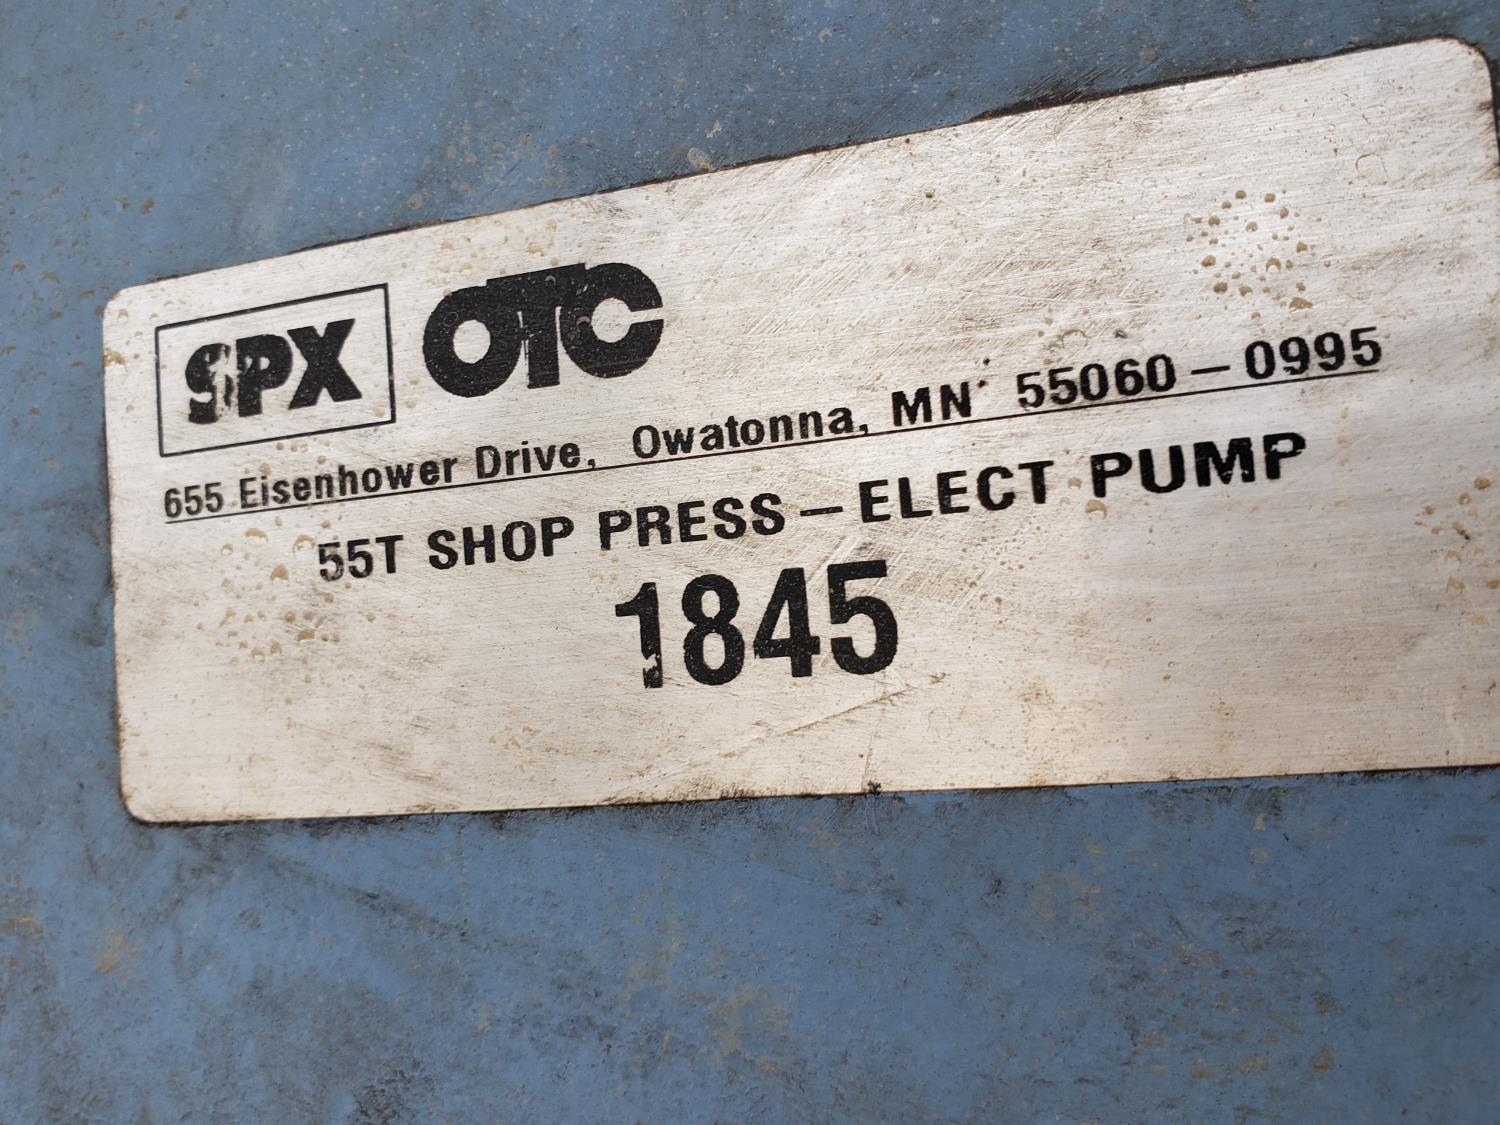 SPX OTC
655 Eisenhower Drive, Owatonna, MN 55060-0995
55T SHOP PRESS-ELECT PUMP
1845